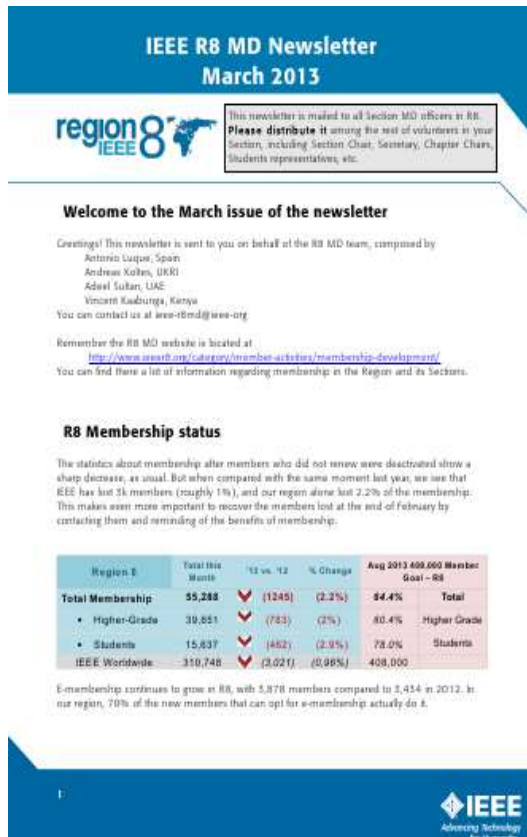 IEEE R8 MD Newsletter
March 2013
region 8
IEEE
This newsletter is mailed to all Section MD officers in R8.
Please distribute it among the rest of volunteers in your
Section, including Section Chair, Secretary, Chapter Chairs,
Students representatives, etc.
Welcome to the March issue of the newsletter
Greetings! This newsletter is sent to you on behalf of the R8 MD team, composed by
Antonio Luque, Spain
Andreas Koltes, UKRI
Adeel Sultan, UAE
Vincent Kaabunga, Kenya
You can contact us at ieee-r8md@ieee-org
Remember the R8 MD website is located at
http://www.ieeer8.org/category/member-activities/membership-development/
You can find there a lot of information regarding membership in the Region and its Sections.
R8 Membership status
The statistics about membership after members who did not renew were deactivated show a
sharp decrease, as usual. But when compared with the same moment last year, we see that
IEEE has lost 3k members (roughly 1%), and our region alone lost 2.2% of the membership.
This makes even more important to recover the members lost at the end of February by
contacting them and reminding of the benefits of membership.
Region 8 Total this Month '13 vs. '12 % Change Aug 2013 408,000 Member Goal – R8
Total Membership 55,288 (1245) (2.2%) 84.4% Total
• Higher-Grade 39,651 (783) (2%) 80.4% Higher Grade
• Students 15,637 (462) (2.9%) 78.0% Students
IEEE Worldwide 310,748 (3,021) (0,96%) 408,000
E-membership continues to grow in R8, with 3,878 members compared to 3,454 in 2012. In
our region, 70% of the new members that can opt for e-membership actually do it.
1
IEEE
Advancing Technology